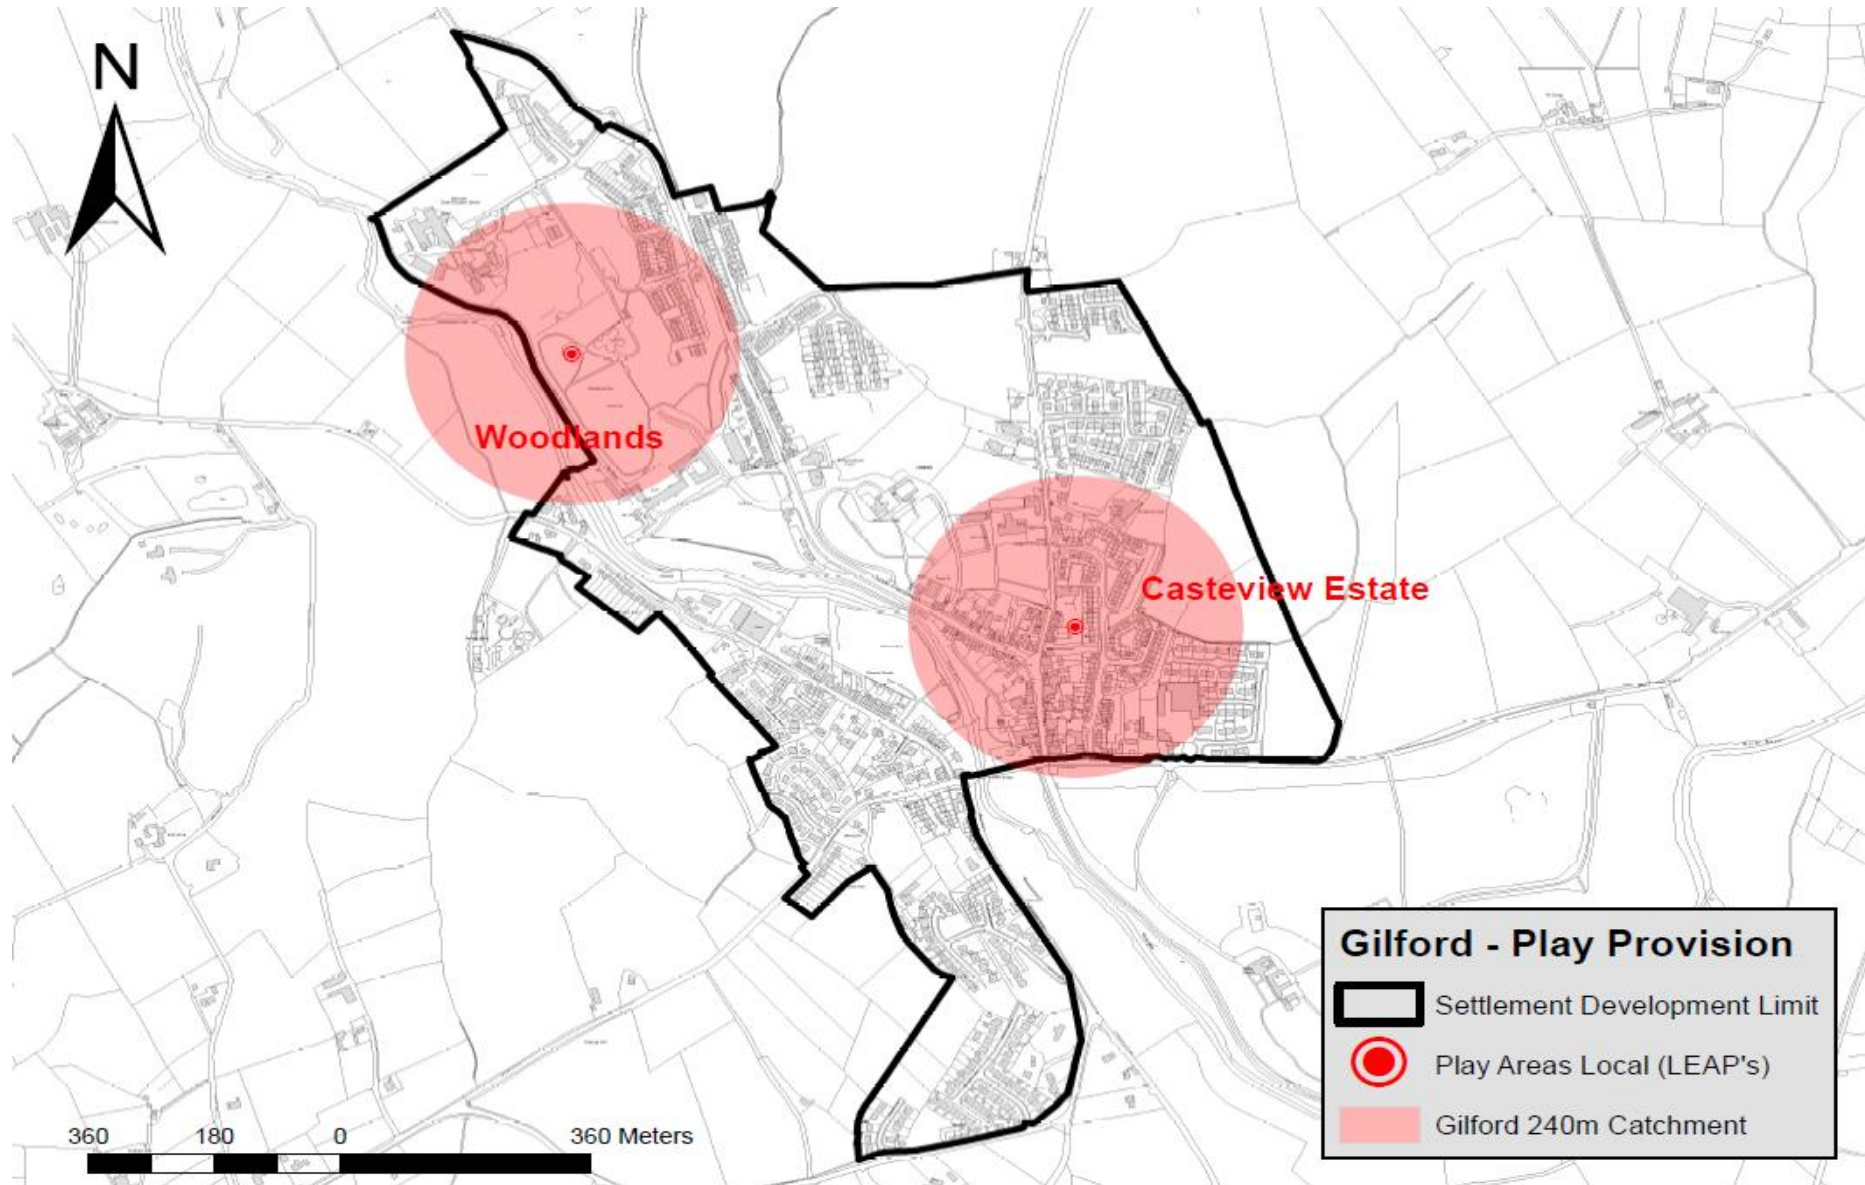 N
Woodlands
Casteview Estate
Gilford - Play Provision
Settlement Development Limit
Play Areas Local (LEAP's)
Gilford 240m Catchment
360 180 0 360 Meters